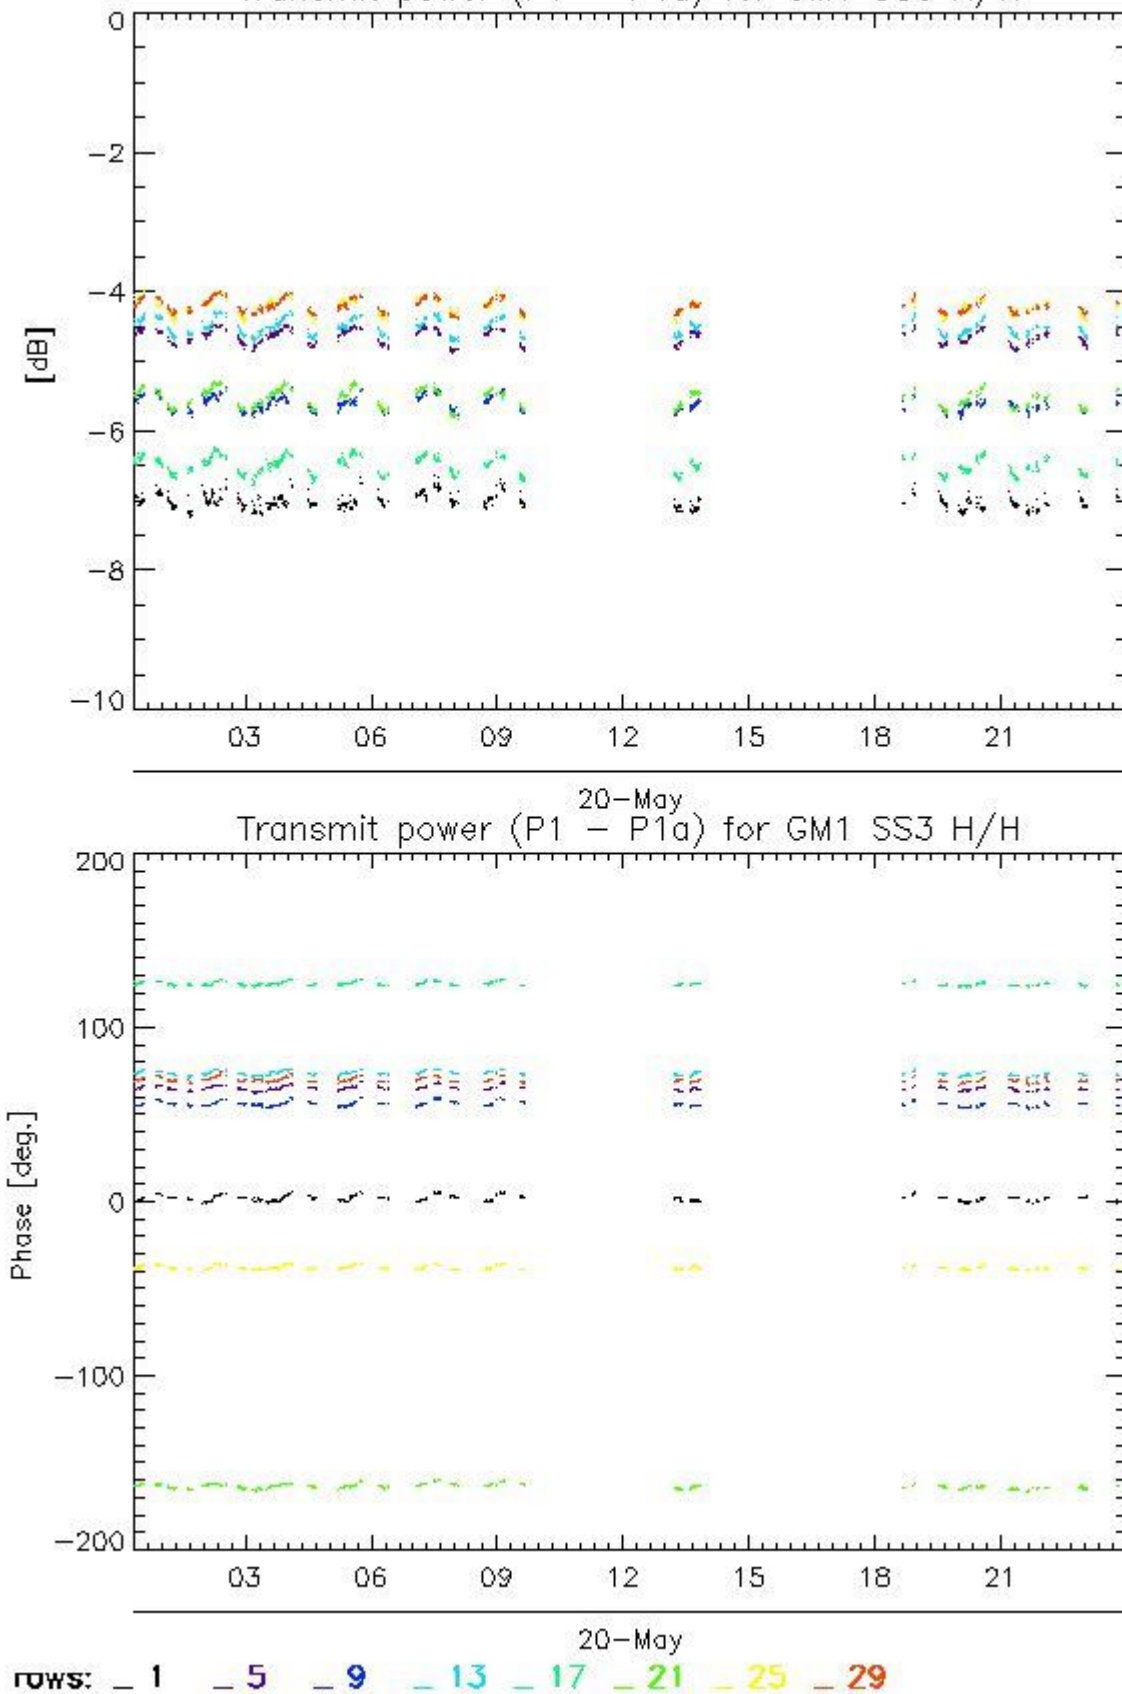 0
−2
−4
[dB]
−6
−8
−10
03 06 09 12 15 18 21
20−May
Transmit power (P1 − P1a) for GM1 SS3 H/H
200
100
Phase [deg.]
0
−100
−200
03 06 09 12 15 18 21
20−May
rows: _ 1 _ 5 _ 9 _ 13 _ 17 _ 21 _ 25 _ 29